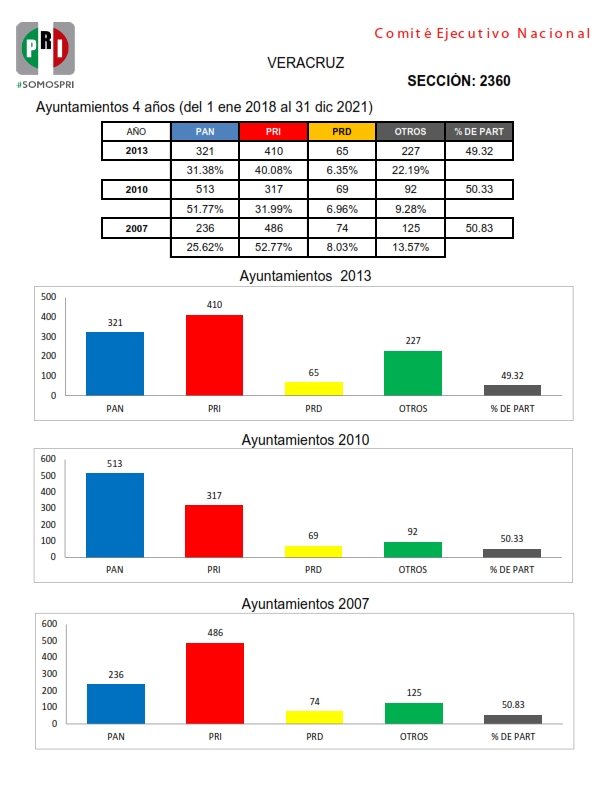 Comité Ejecutivo Nacional
PRI
#SOMOSPRI
VERACRUZ
SECCIÒN: 2360
Ayuntamientos 4 años (del 1 ene 2018 al 31 dic 2021)
AÑO PAN PRI PRD OTROS % DE PART
2013 321 410 65 227 49.32
31.38% 40.08% 6.35% 22.19%
2010 513 317 69 92 50.33
51.77% 31.99% 6.96% 9.28%
2007 236 486 74 125 50.83
25.62% 52.77% 8.03% 13.57%
Ayuntamientos 2013
500
400
300
200
100
0
321 410 65 227 49.32
PAN PRI PRD OTROS % DE PART
Ayuntamientos 2010
600
500
400
300
200
100
0
513 317 69 92 50.33
PAN PRI PRD OTROS % DE PART
Ayuntamientos 2007
600
500
400
300
200
100
0
236 486 74 125 50.83
PAN PRI PRD OTROS % DE PART